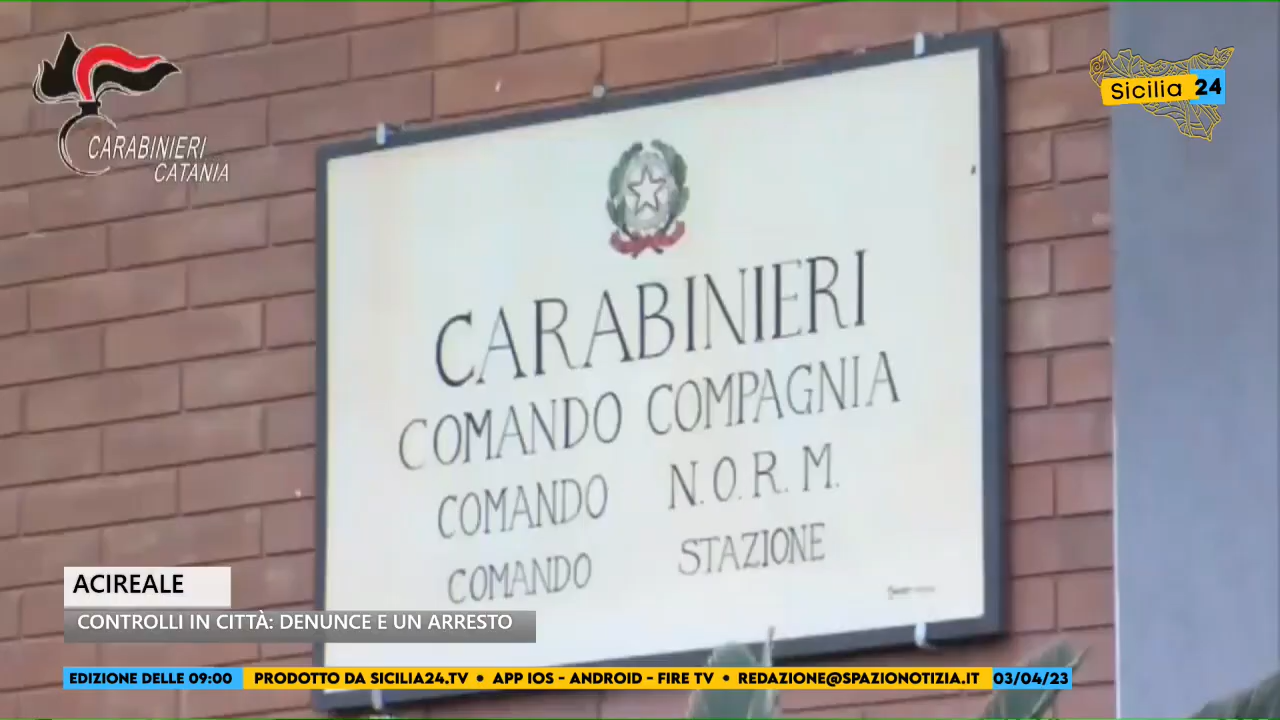 CARABINIERI
CATANIA
Sicilia 24
CARABINIERI
COMANDO COMPAGNIA
COMANDO N.O.R.M.
COMANDO STAZIONE
ACIREALE
CONTROLLI IN CITTÀ: DENUNCE E UN ARRESTO
EDIZIONE DELLE 09:00 PRODOTTO DA SICILIA24.TV • APP IOS - ANDROID - FIRE TV • REDAZIONE@SPAZIONOTIZIA.IT 03/04/23